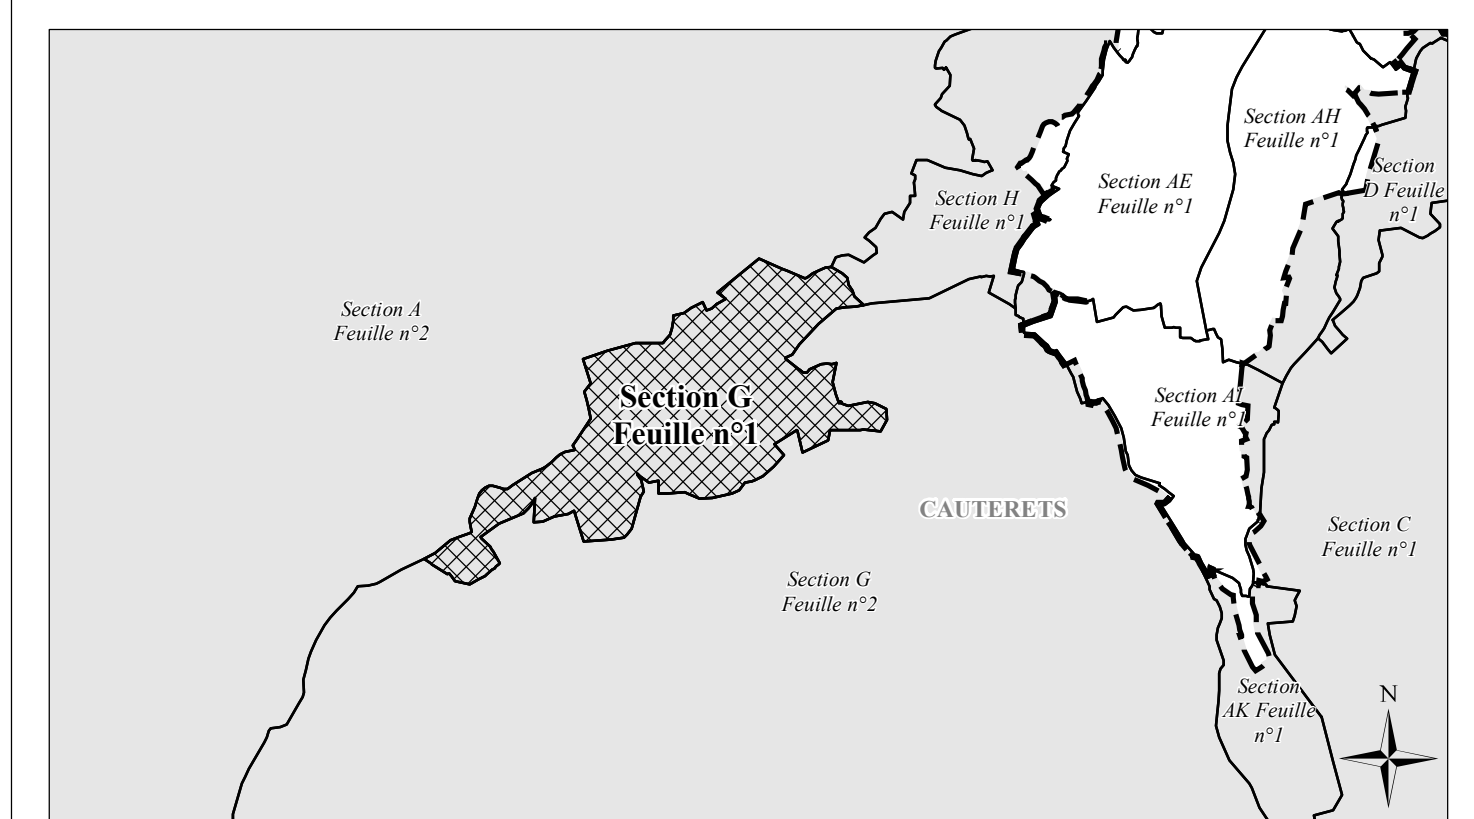 Section AH
Feuille n°1
Section
D Feuille
n°1
Section AE
Feuille n°1
Section H
Feuille n°1
Section A
Feuille n°2
Section G
Feuille n°1
Section AI
Feuille n°1
CAUTERETS
Section C
Feuille n°1
Section G
Feuille n°2
Section
AK Feuille
n°1
N